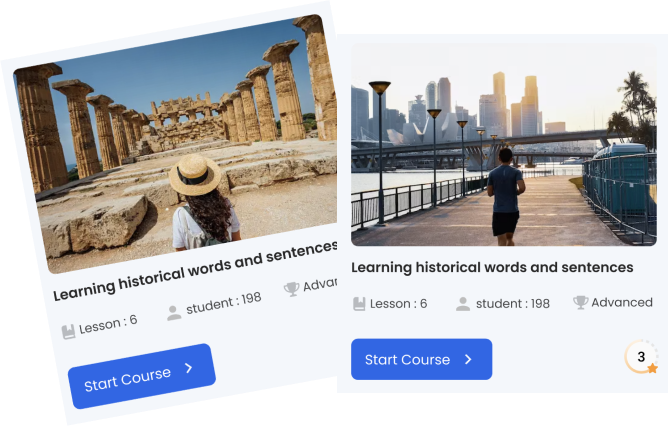 Learning historical words and sentences
Lesson : 6 student : 198 Advan
Start Course
Learning historical words and sentences
Lesson : 6 student : 198 Advanced
Start Course 3